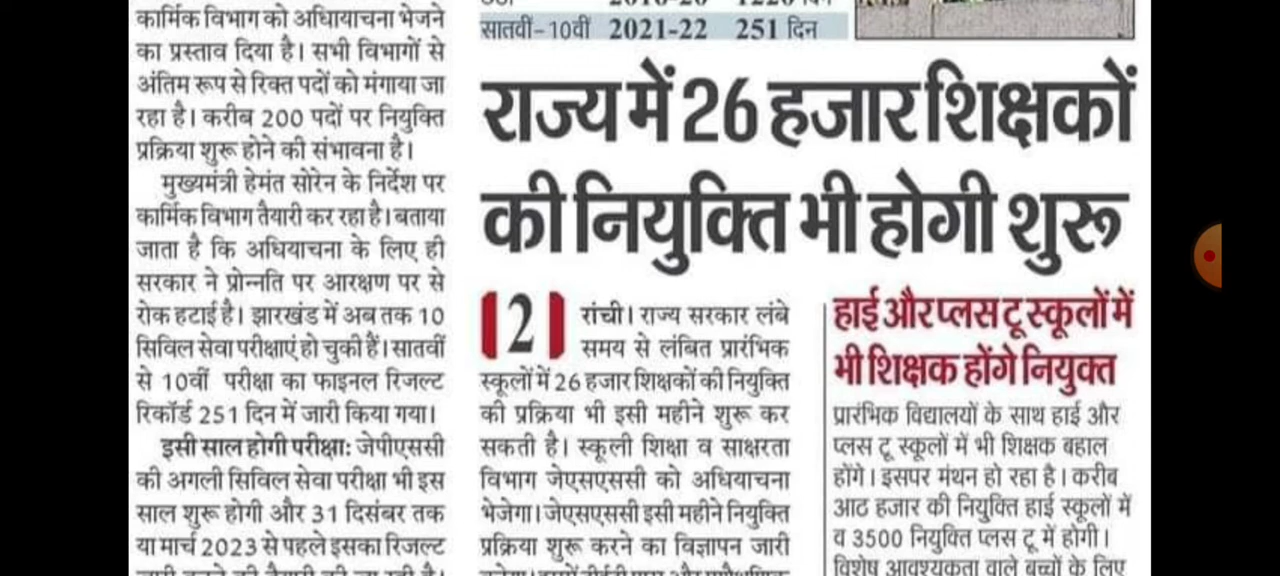 कार्मिक विभाग को अधियाचना भेजने
का प्रस्ताव दिया है। सभी विभागों से
अंतिम रूप से रिक्त पदों को मंगाया जा
रहा है। करीब 200 पदों पर नियुक्ति
प्रक्रिया शुरू होने की संभावना है।
मुख्यमंत्री हेमंत सोरेन के निर्देश पर
कार्मिक विभाग तैयारी कर रहा है। बताया
जाता है कि अधियाचना के लिए ही
सरकार ने प्रोन्नति पर आरक्षण पर से
रोक हटाई है। झारखंड में अब तक 10
सिविल सेवा परीक्षाएं हो चुकी हैं। सातवीं
से 10वीं परीक्षा का फाइनल रिजल्ट
रिकॉर्ड 251 दिन में जारी किया गया।
इसी साल होगी परीक्षा: जेपीएससी
की अगली सिविल सेवा परीक्षा भी इस
साल शुरू होगी और 31 दिसंबर तक
या मार्च 2023 से पहले इसका रिजल्ट
सातवीं-10वीं 2021-22 251 दिन
राज्य में 26 हजार शिक्षकों
की नियुक्ति भी होगी शुरू
2 रांची। राज्य सरकार लंबे
समय से लंबित प्रारंभिक
स्कूलों में 26 हजार शिक्षकों की नियुक्ति
की प्रक्रिया भी इसी महीने शुरू कर
सकती है। स्कूली शिक्षा व साक्षरता
विभाग जेएसएससी को अधियाचना
भेजेगा। जेएसएससी इसी महीने नियुक्ति
प्रक्रिया शुरू करने का विज्ञापन जारी
हाई और प्लस टू स्कूलों में
भी शिक्षक होंगे नियुक्त
प्रारंभिक विद्यालयों के साथ हाई और
प्लस टू स्कूलों में भी शिक्षक बहाल
होंगे। इसपर मंथन हो रहा है। करीब
आठ हजार की नियुक्ति हाई स्कूलों में
व 3500 नियुक्ति प्लस टू में होगी।
विशेष आवश्यकता वाले बच्चों के लिए